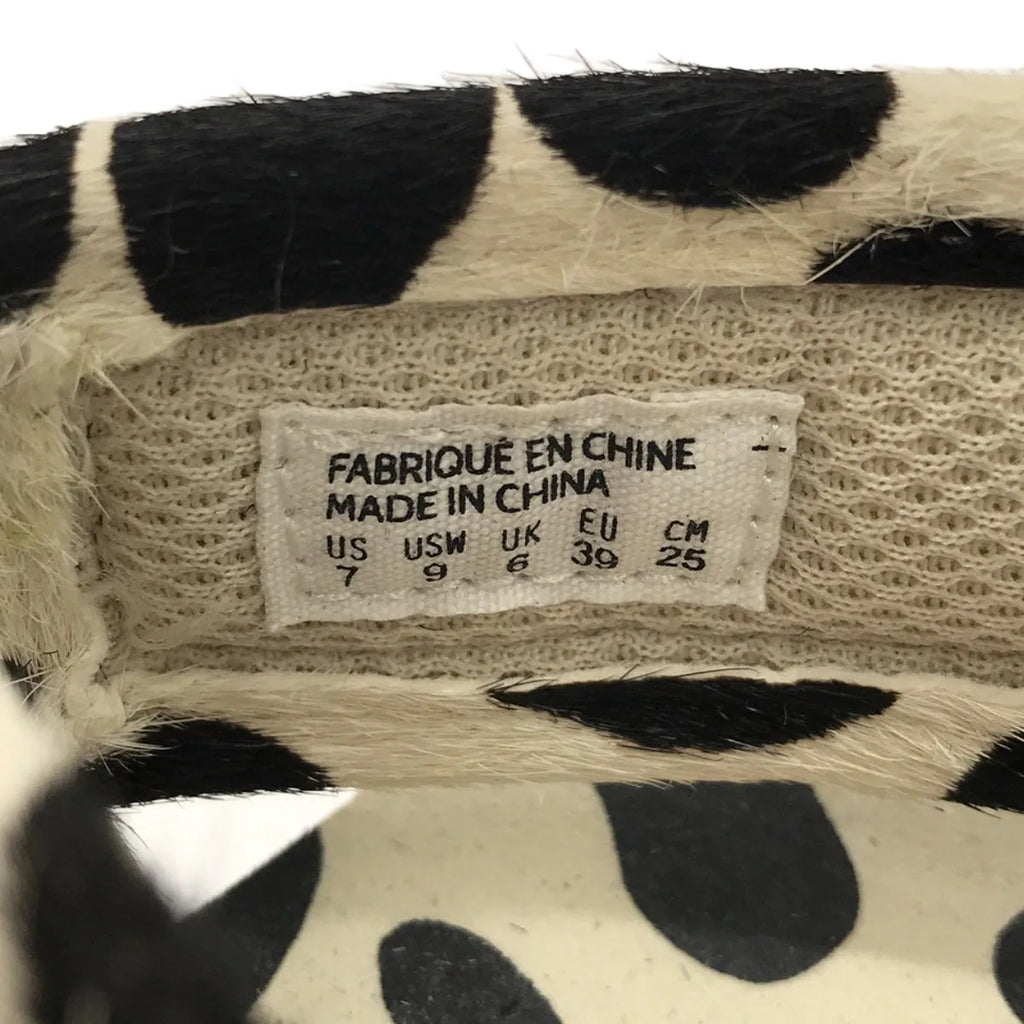 FABRIQUÉ EN CHINE
MADE IN CHINA
US USW UK EU CM
7 9 6 39 25